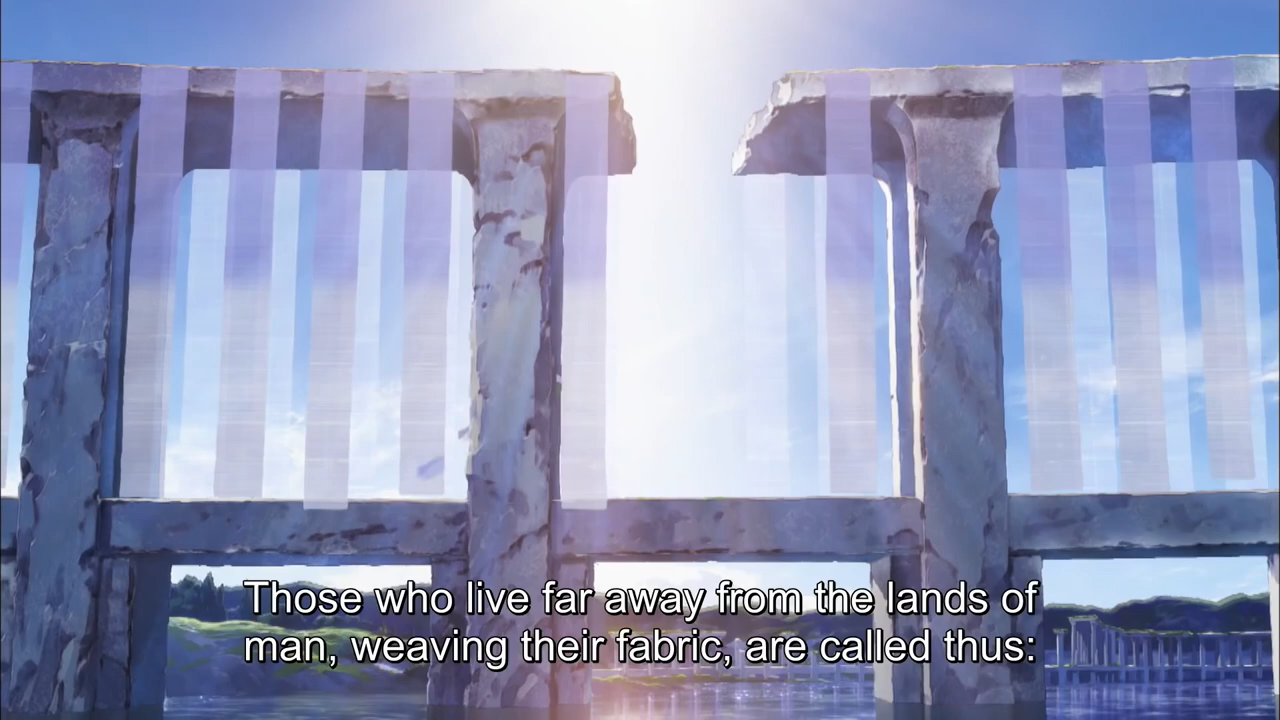 Those who live far away from the lands of
man, weaving their fabric, are called thus: